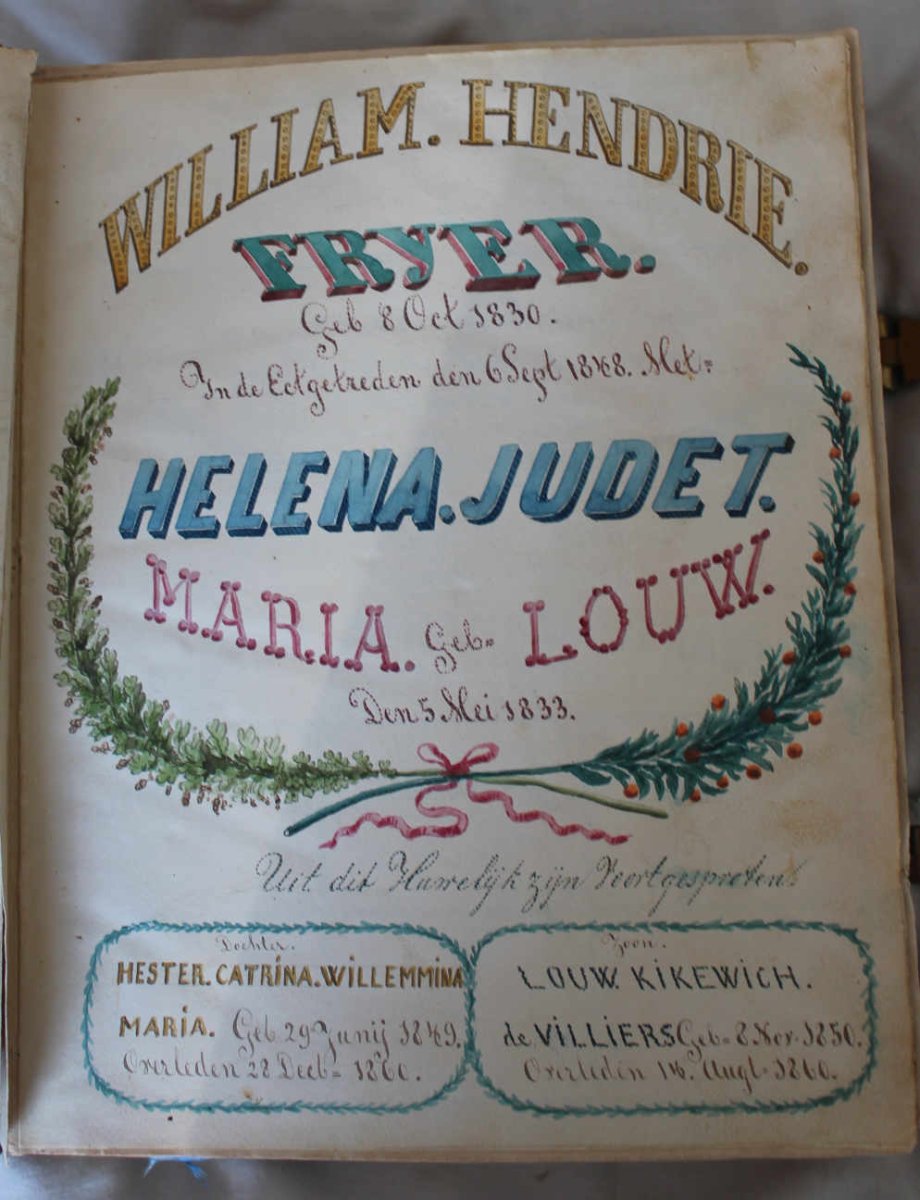 WILLIAM. HENDRIE.
FRYER.
Geb 8 Oct 1830.
In de Echtgetreden den 6 Sept 1848. Met=
HELENA. JUDET.
MARIA. Geb= LOUW.
Den 5 Mei 1833.
Uit dit Huwelijk zijn Voortgesproten:
Dochter.
HESTER. CATRINA. WILLEMMINA
MARIA. Geb 29 Junij 1849.
Overleden 28 Decb= 1860.
Zoon.
LOUW. KIKEWICH.
de VILLIERS Geb= 8 Nov. 1850.
Overleden 14. Augt= 1860.